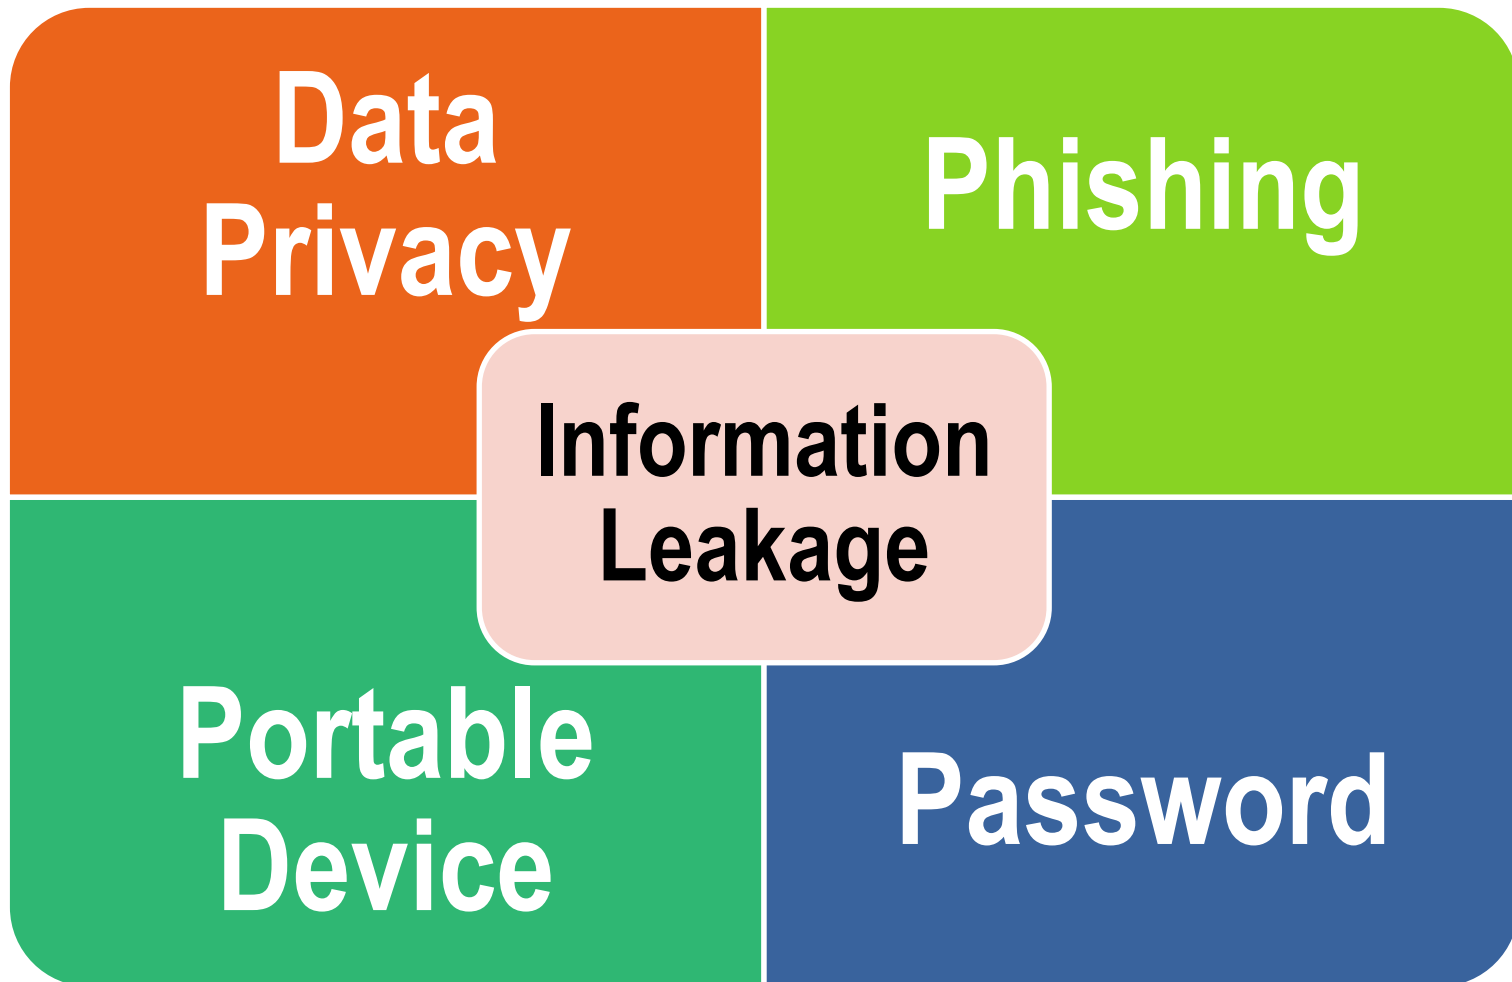 Data
Privacy
Phishing
Information
Leakage
Portable
Device
Password